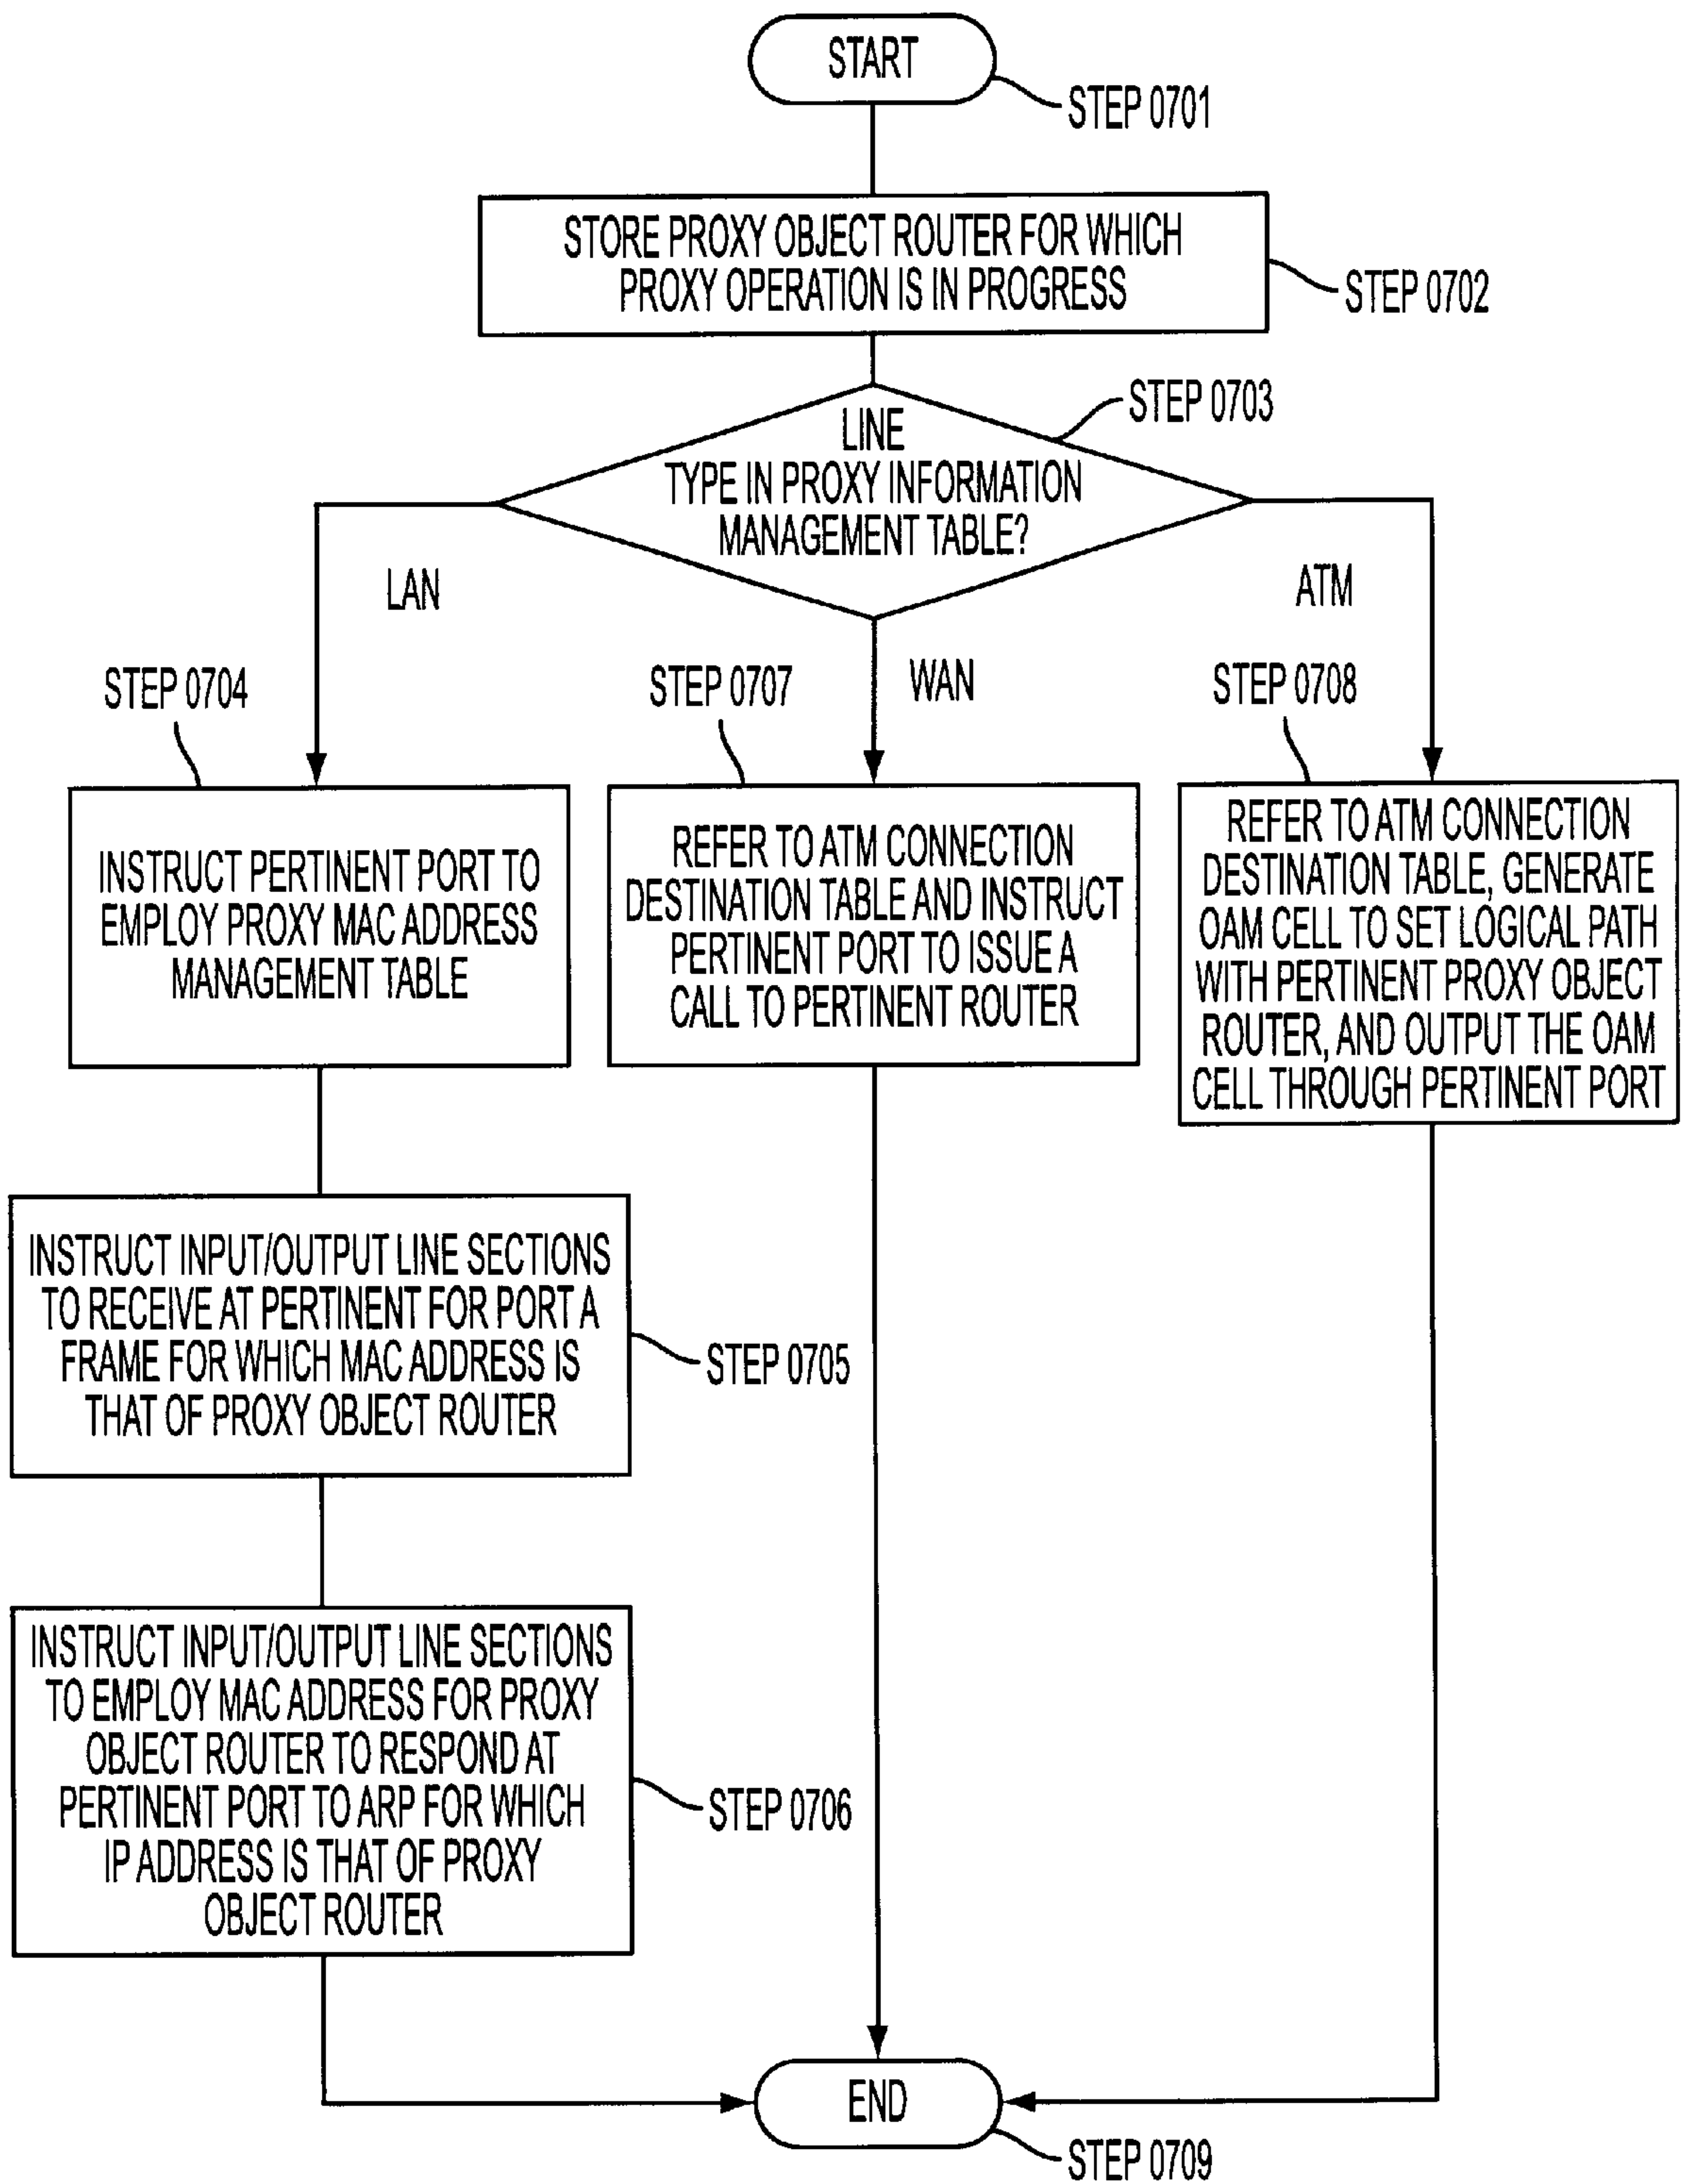 START
STEP 0701
STORE PROXY OBJECT ROUTER FOR WHICH
PROXY OPERATION IS IN PROGRESS
STEP 0702
STEP 0703
LINE
TYPE IN PROXY INFORMATION
MANAGEMENT TABLE?
LAN
WAN
ATM
STEP 0704
INSTRUCT PERTINENT PORT TO
EMPLOY PROXY MAC ADDRESS
MANAGEMENT TABLE
STEP 0707
REFER TO ATM CONNECTION
DESTINATION TABLE AND INSTRUCT
PERTINENT PORT TO ISSUE A
CALL TO PERTINENT ROUTER
STEP 0708
REFER TO ATM CONNECTION
DESTINATION TABLE, GENERATE
OAM CELL TO SET LOGICAL PATH
WITH PERTINENT PROXY OBJECT
ROUTER, AND OUTPUT THE OAM
CELL THROUGH PERTINENT PORT
INSTRUCT INPUT/OUTPUT LINE SECTIONS
TO RECEIVE AT PERTINENT FOR PORT A
FRAME FOR WHICH MAC ADDRESS IS
THAT OF PROXY OBJECT ROUTER
STEP 0705
INSTRUCT INPUT/OUTPUT LINE SECTIONS
TO EMPLOY MAC ADDRESS FOR PROXY
OBJECT ROUTER TO RESPOND AT
PERTINENT PORT TO ARP FOR WHICH
IP ADDRESS IS THAT OF PROXY
OBJECT ROUTER
STEP 0706
END
STEP 0709